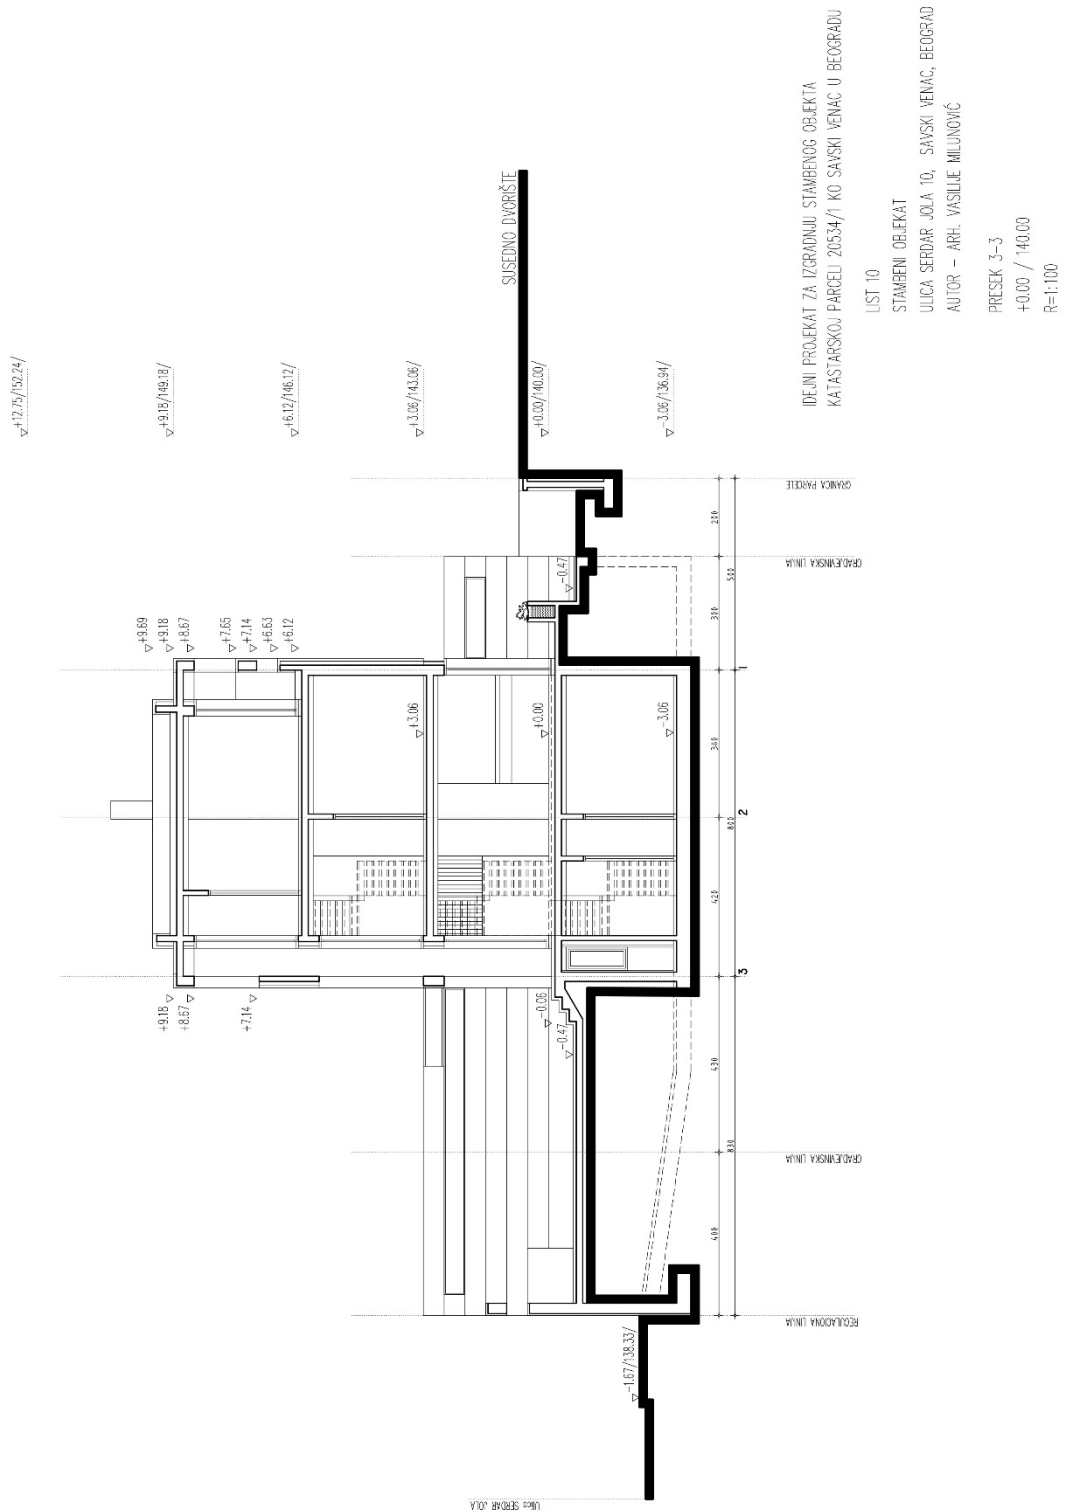 IDEJNI PROJEKAT ZA IZGRADNJU STAMBENOG OBJEKTA
KATASTARSKOJ PARCELI 20534/1 KO SAVSKI VENAC U BEOGRADU
LIST 10
STAMBENI OBJEKAT
ULICA SERDAR JOLA 10, SAVSKI VENAC, BEOGRAD
AUTOR – ARH. VASILIJE MILUNOVIĆ
PRESEK 3-3
+0.00 / 140.00
R=1:100
SUSEDNO DVORIŠTE
+12.75/152.24/
+9.18/149.18/
+6.12/146.12/
+3.06/143.06/
+0.00/140.00/
-3.06/136.94/
GRANICA PARCELE
GRADJEVINSKA LINIJA
200
500
300
-0.47
+9.69
+9.18
+8.67
+7.65
+7.14
+6.63
+6.12
+3.06
+0.00
-3.06
1
380
2
800
420
3
+9.18
+8.67
+7.14
-0.06
-0.47
430
830
GRADJEVINSKA LINIJA
400
REGULACIONA LINIJA
-1.67/138.33/
Ulica SERDAR JOLA